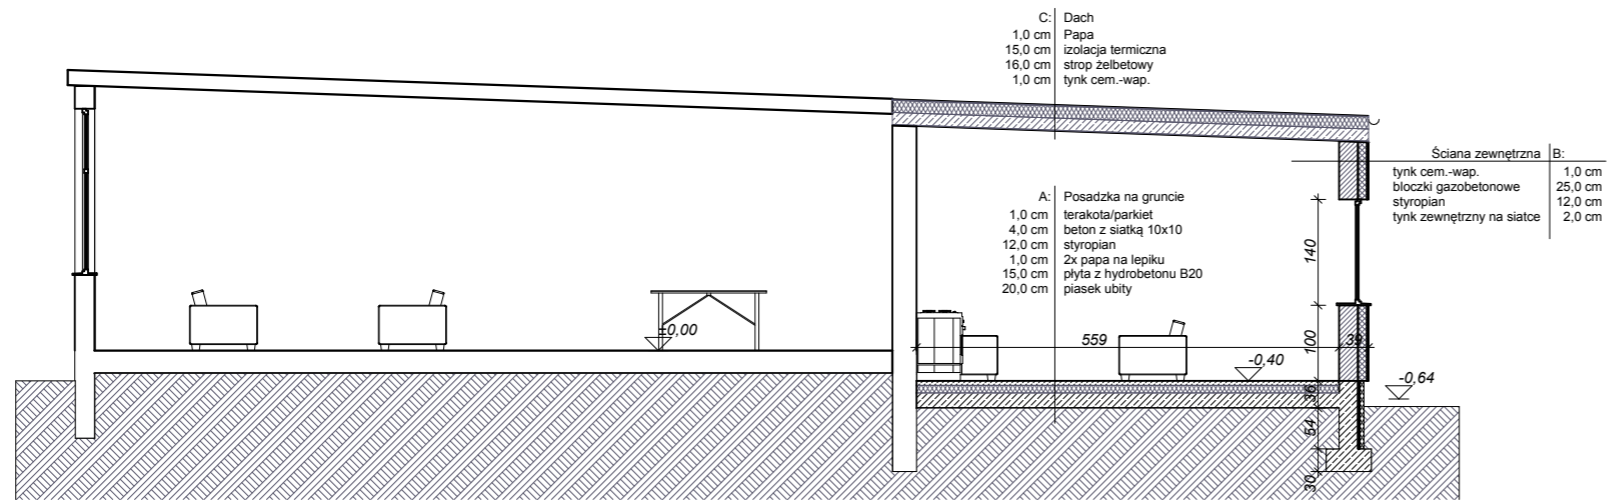 C: Dach
1,0 cm Papa
15,0 cm izolacja termiczna
16,0 cm strop żelbetowy
1,0 cm tynk cem.-wap.
Ściana zewnętrzna B:
tynk cem.-wap. 1,0 cm
bloczki gazobetonowe 25,0 cm
styropian 12,0 cm
tynk zewnętrzny na siatce 2,0 cm
A: Posadzka na gruncie
1,0 cm terakota/parkiet
4,0 cm beton z siatką 10x10
12,0 cm styropian
1,0 cm 2x papa na lepiku
15,0 cm płyta z hydrobetonu B20
20,0 cm piasek ubity
140
±0,00
559
100
39
-0,40
-0,64
36
54
30